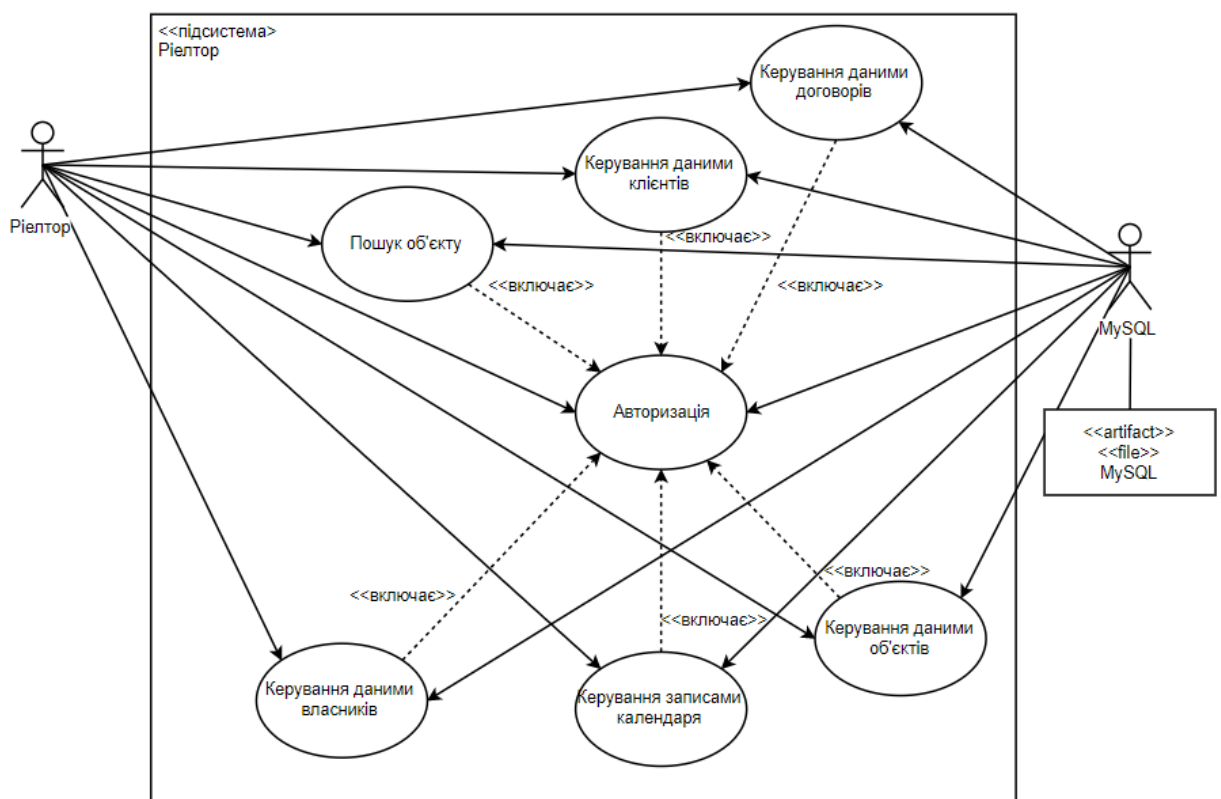 <<підсистема>
Ріелтор
Керування даними
договорів
Керування даними
клієнтів
Ріелтор
Пошук об'єкту
<<включає>>
<<включає>>
<<включає>>
MySQL
Авторизація
<<artifact>>
<<file>>
MySQL
<<включає>>
<<включає>>
<<включає>>
Керування даними
об'єктів
Керування даними
власників
Керування записами
календаря